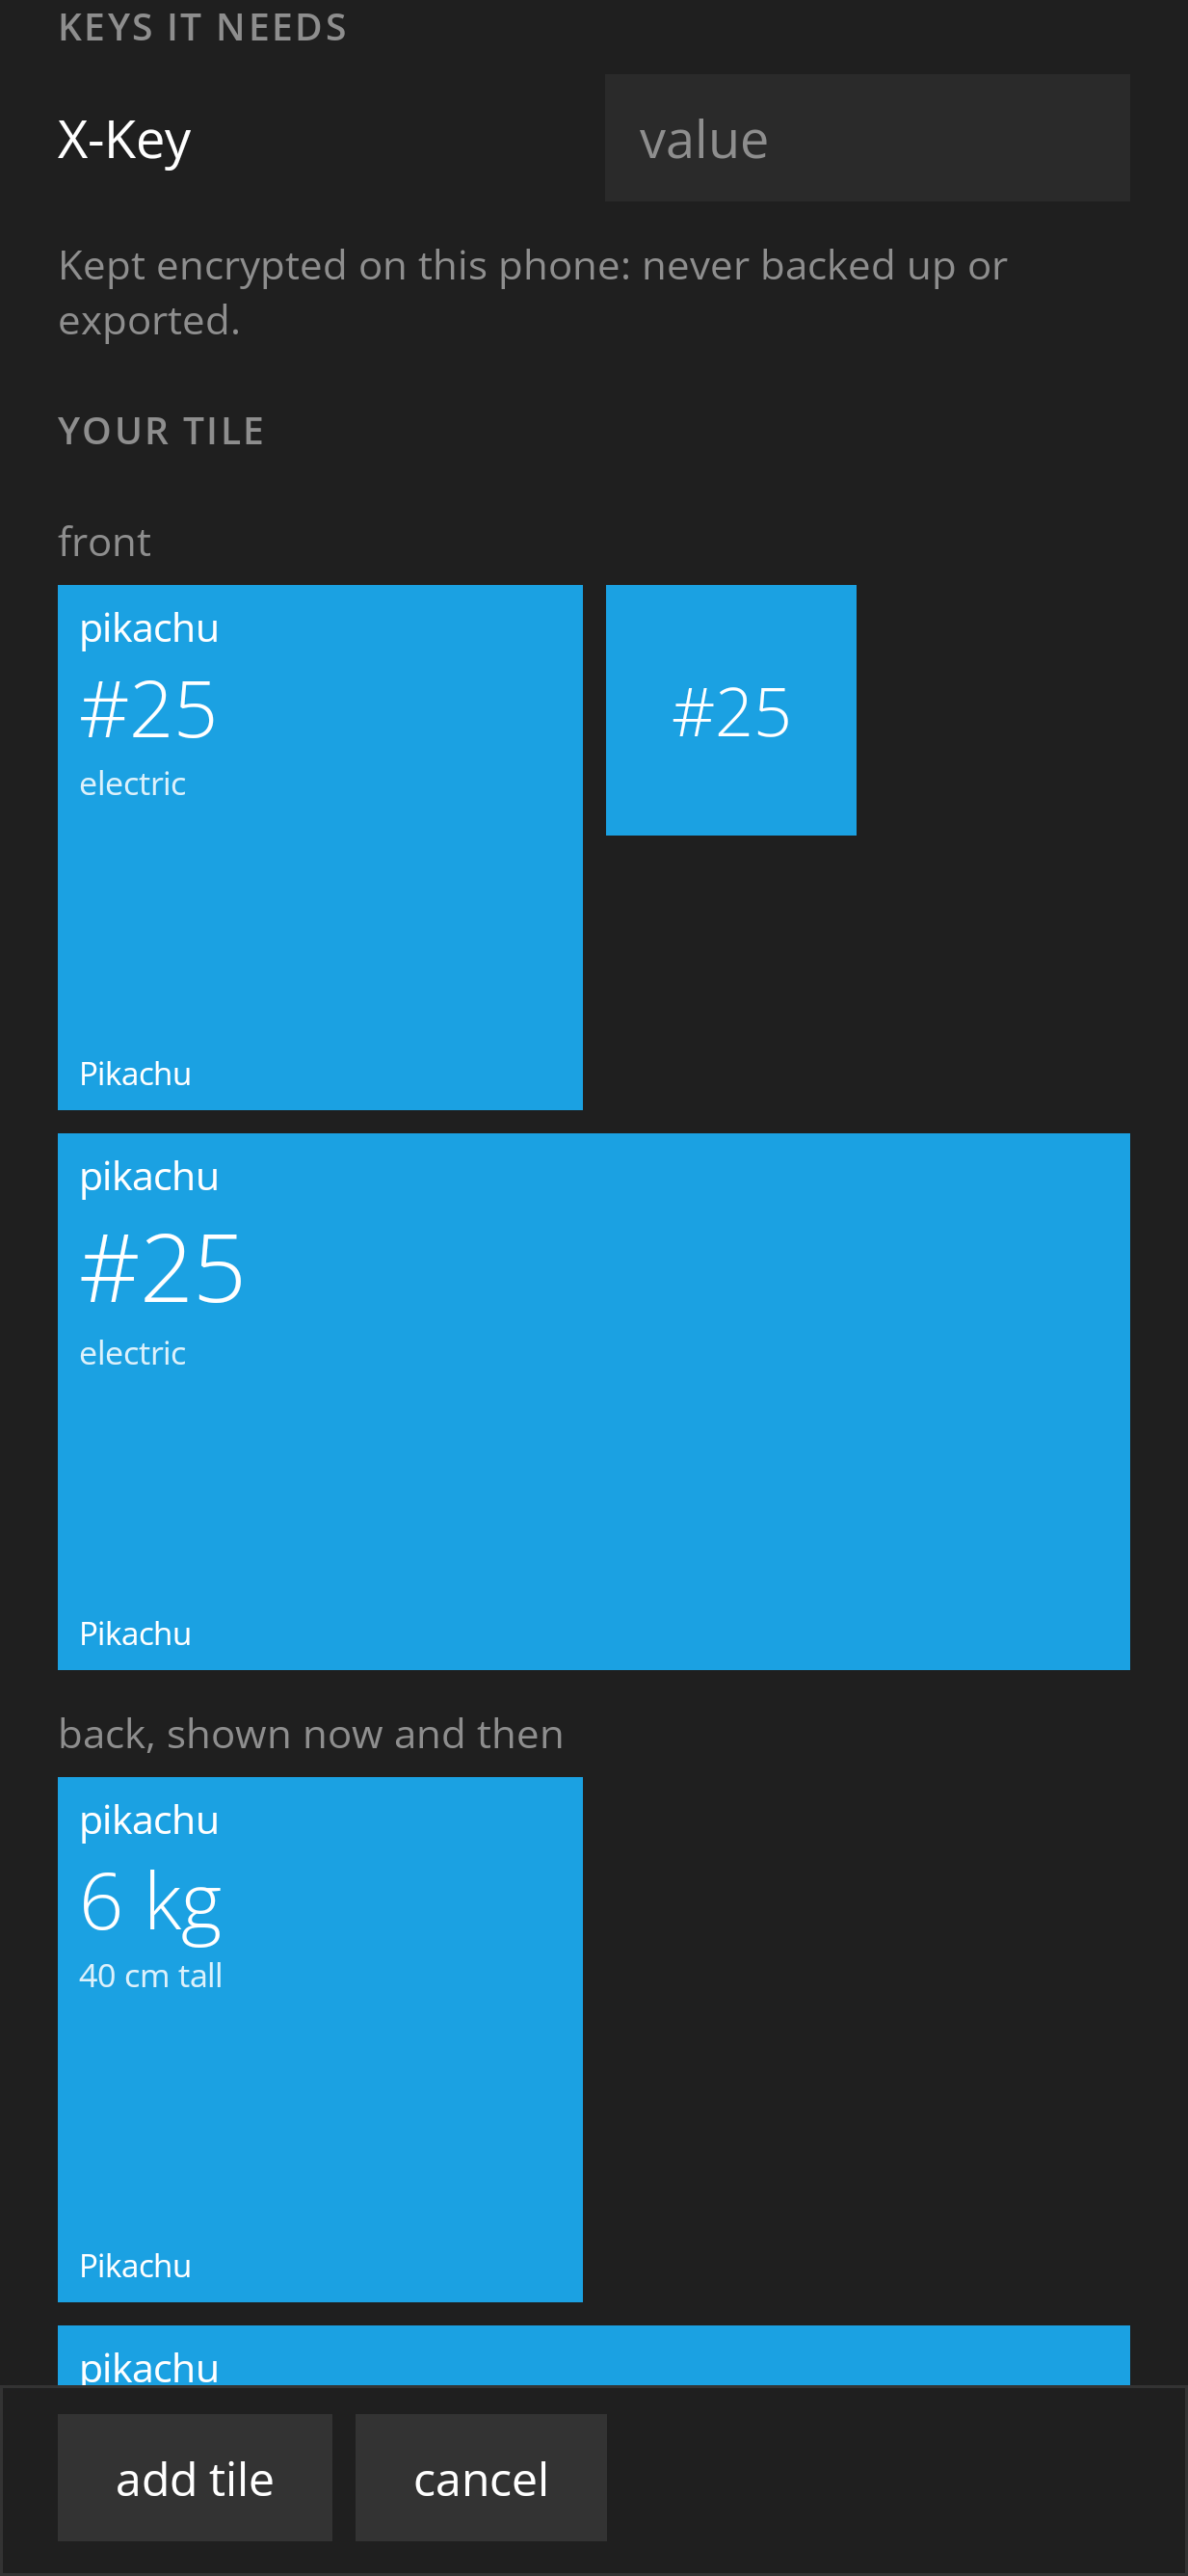 KEYS IT NEEDS
X-Key
value
Kept encrypted on this phone: never backed up or
exported.
YOUR TILE
front
pikachu
#25
electric
Pikachu
#25
pikachu
#25
electric
Pikachu
back, shown now and then
pikachu
6 kg
40 cm tall
Pikachu
pikachu
add tile
cancel